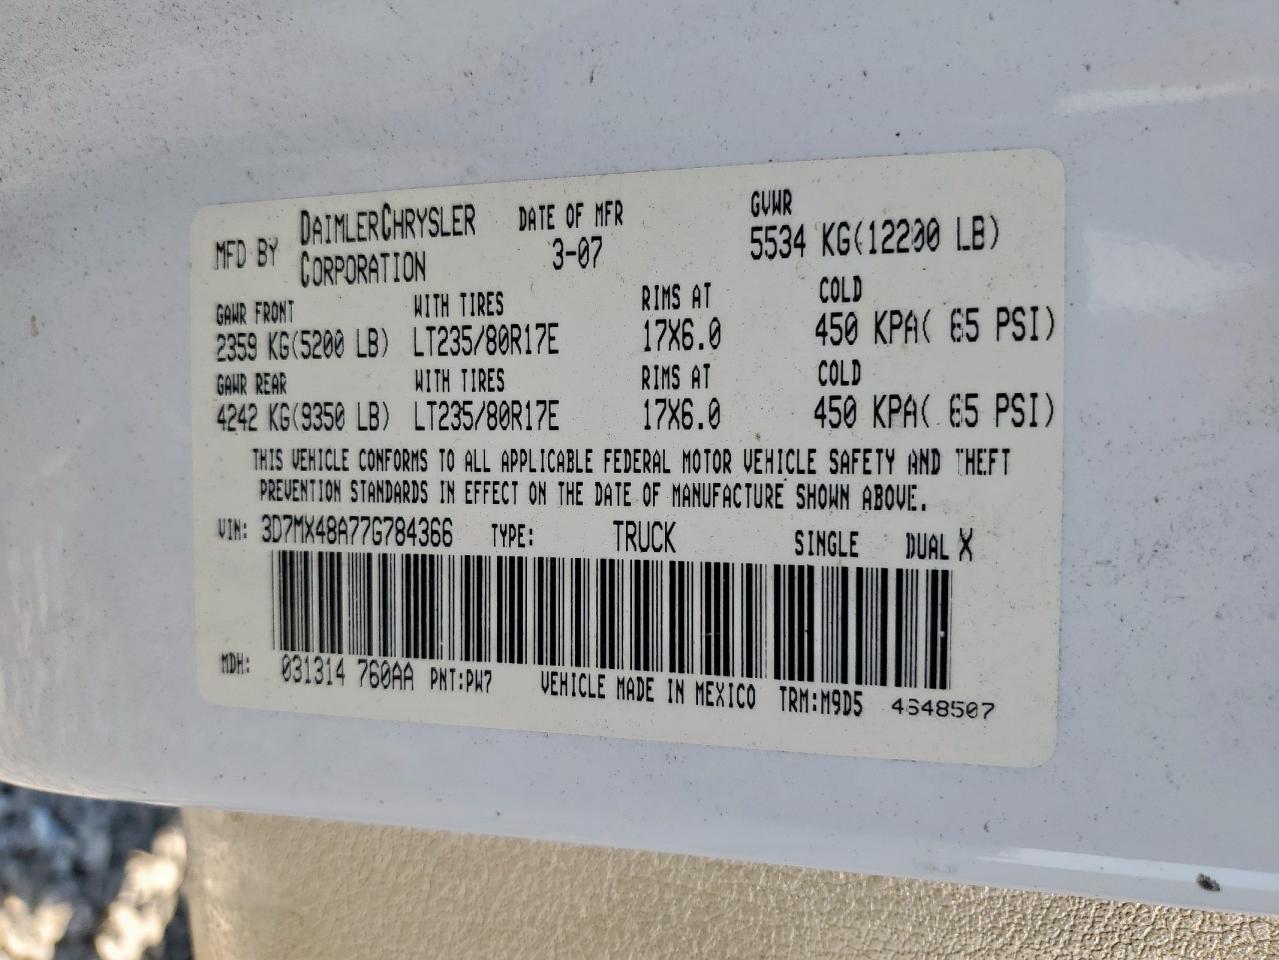 MFD BY DAIMLERCHRYSLER CORPORATION DATE OF MFR 3-07 GVWR 5534 KG(12200 LB)
GAWR FRONT WITH TIRES RIMS AT COLD
2359 KG(5200 LB) LT235/80R17E 17X6.0 450 KPA( 65 PSI)
GAWR REAR WITH TIRES RIMS AT COLD
4242 KG(9350 LB) LT235/80R17E 17X6.0 450 KPA( 65 PSI)
THIS VEHICLE CONFORMS TO ALL APPLICABLE FEDERAL MOTOR VEHICLE SAFETY AND THEFT
PREVENTION STANDARDS IN EFFECT ON THE DATE OF MANUFACTURE SHOWN ABOVE.
VIN: 3D7MX48A77G784366 TYPE: TRUCK SINGLE DUAL X
MDH: 031314 760AA PNT:PW7 VEHICLE MADE IN MEXICO TRM:M9D5 4648507